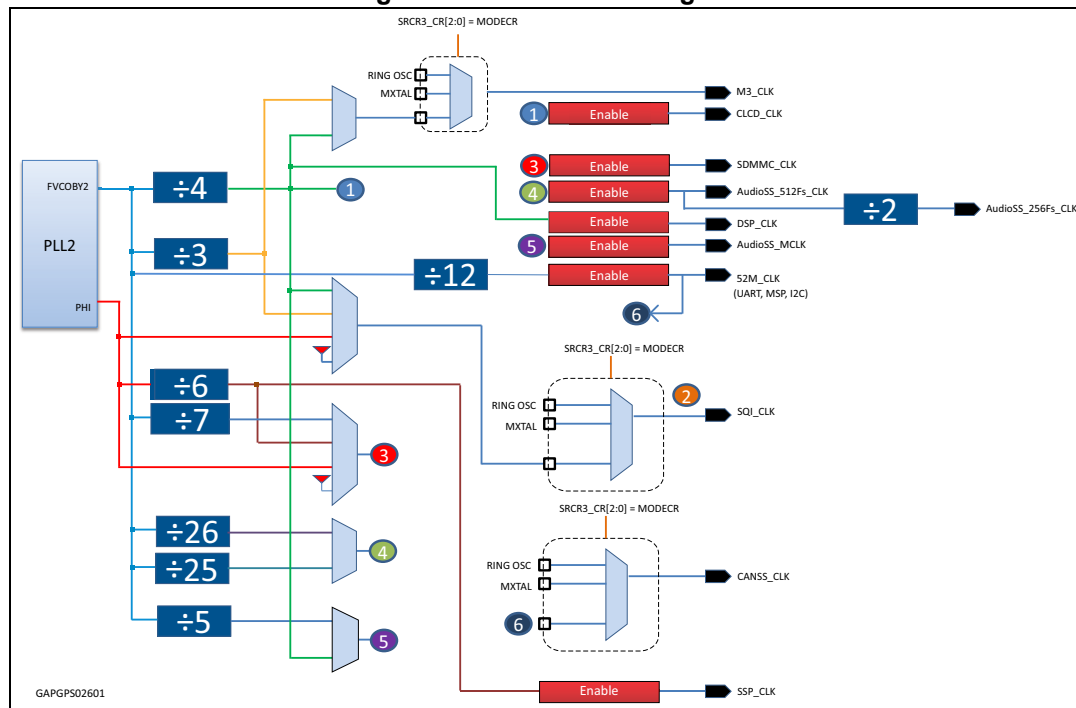 SRCR3_CR[2:0] = MODECR
RING OSC
MXTAL
M3_CLK
1
Enable
CLCD_CLK
3
Enable
SDMMC_CLK
FVCOBY2
÷4
1
4
Enable
AudioSS_512Fs_CLK
÷2
AudioSS_256Fs_CLK
Enable
DSP_CLK
PLL2
÷3
5
Enable
AudioSS_MCLK
÷12
Enable
52M_CLK
(UART, MSP, I2C)
PHI
6
SRCR3_CR[2:0] = MODECR
÷6
÷7
RING OSC
MXTAL
2
SQI_CLK
3
SRCR3_CR[2:0] = MODECR
÷26
4
÷25
RING OSC
MXTAL
CANSS_CLK
÷5
6
5
GAPGPS02601
Enable
SSP_CLK